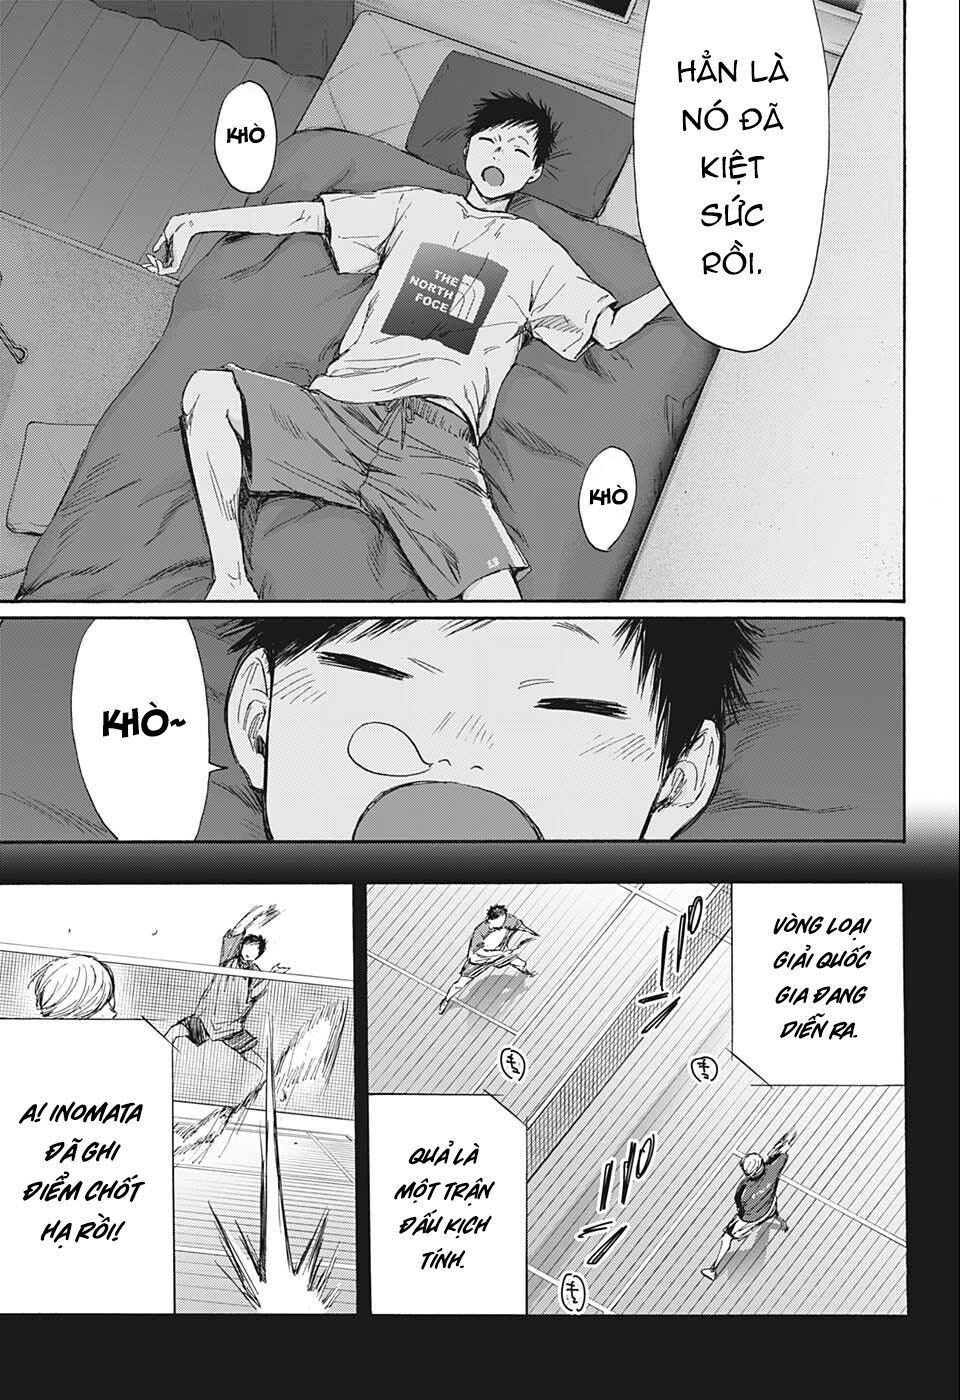 HẲN LÀ
NÓ ĐÃ
KIỆT
SỨC
RỒI.
KHÒ
THE
NORTH
FOCE
KHÒ
KHÒ~
VÒNG LOẠI
GIẢI QUỐC
GIA ĐANG
DIỄN RA.
QUẢ LÀ
MỘT TRẬN
ĐẤU KỊCH
TÍNH.
A! INOMATA
ĐÃ GHI
ĐIỂM CHỐT
HẠ RỒI!